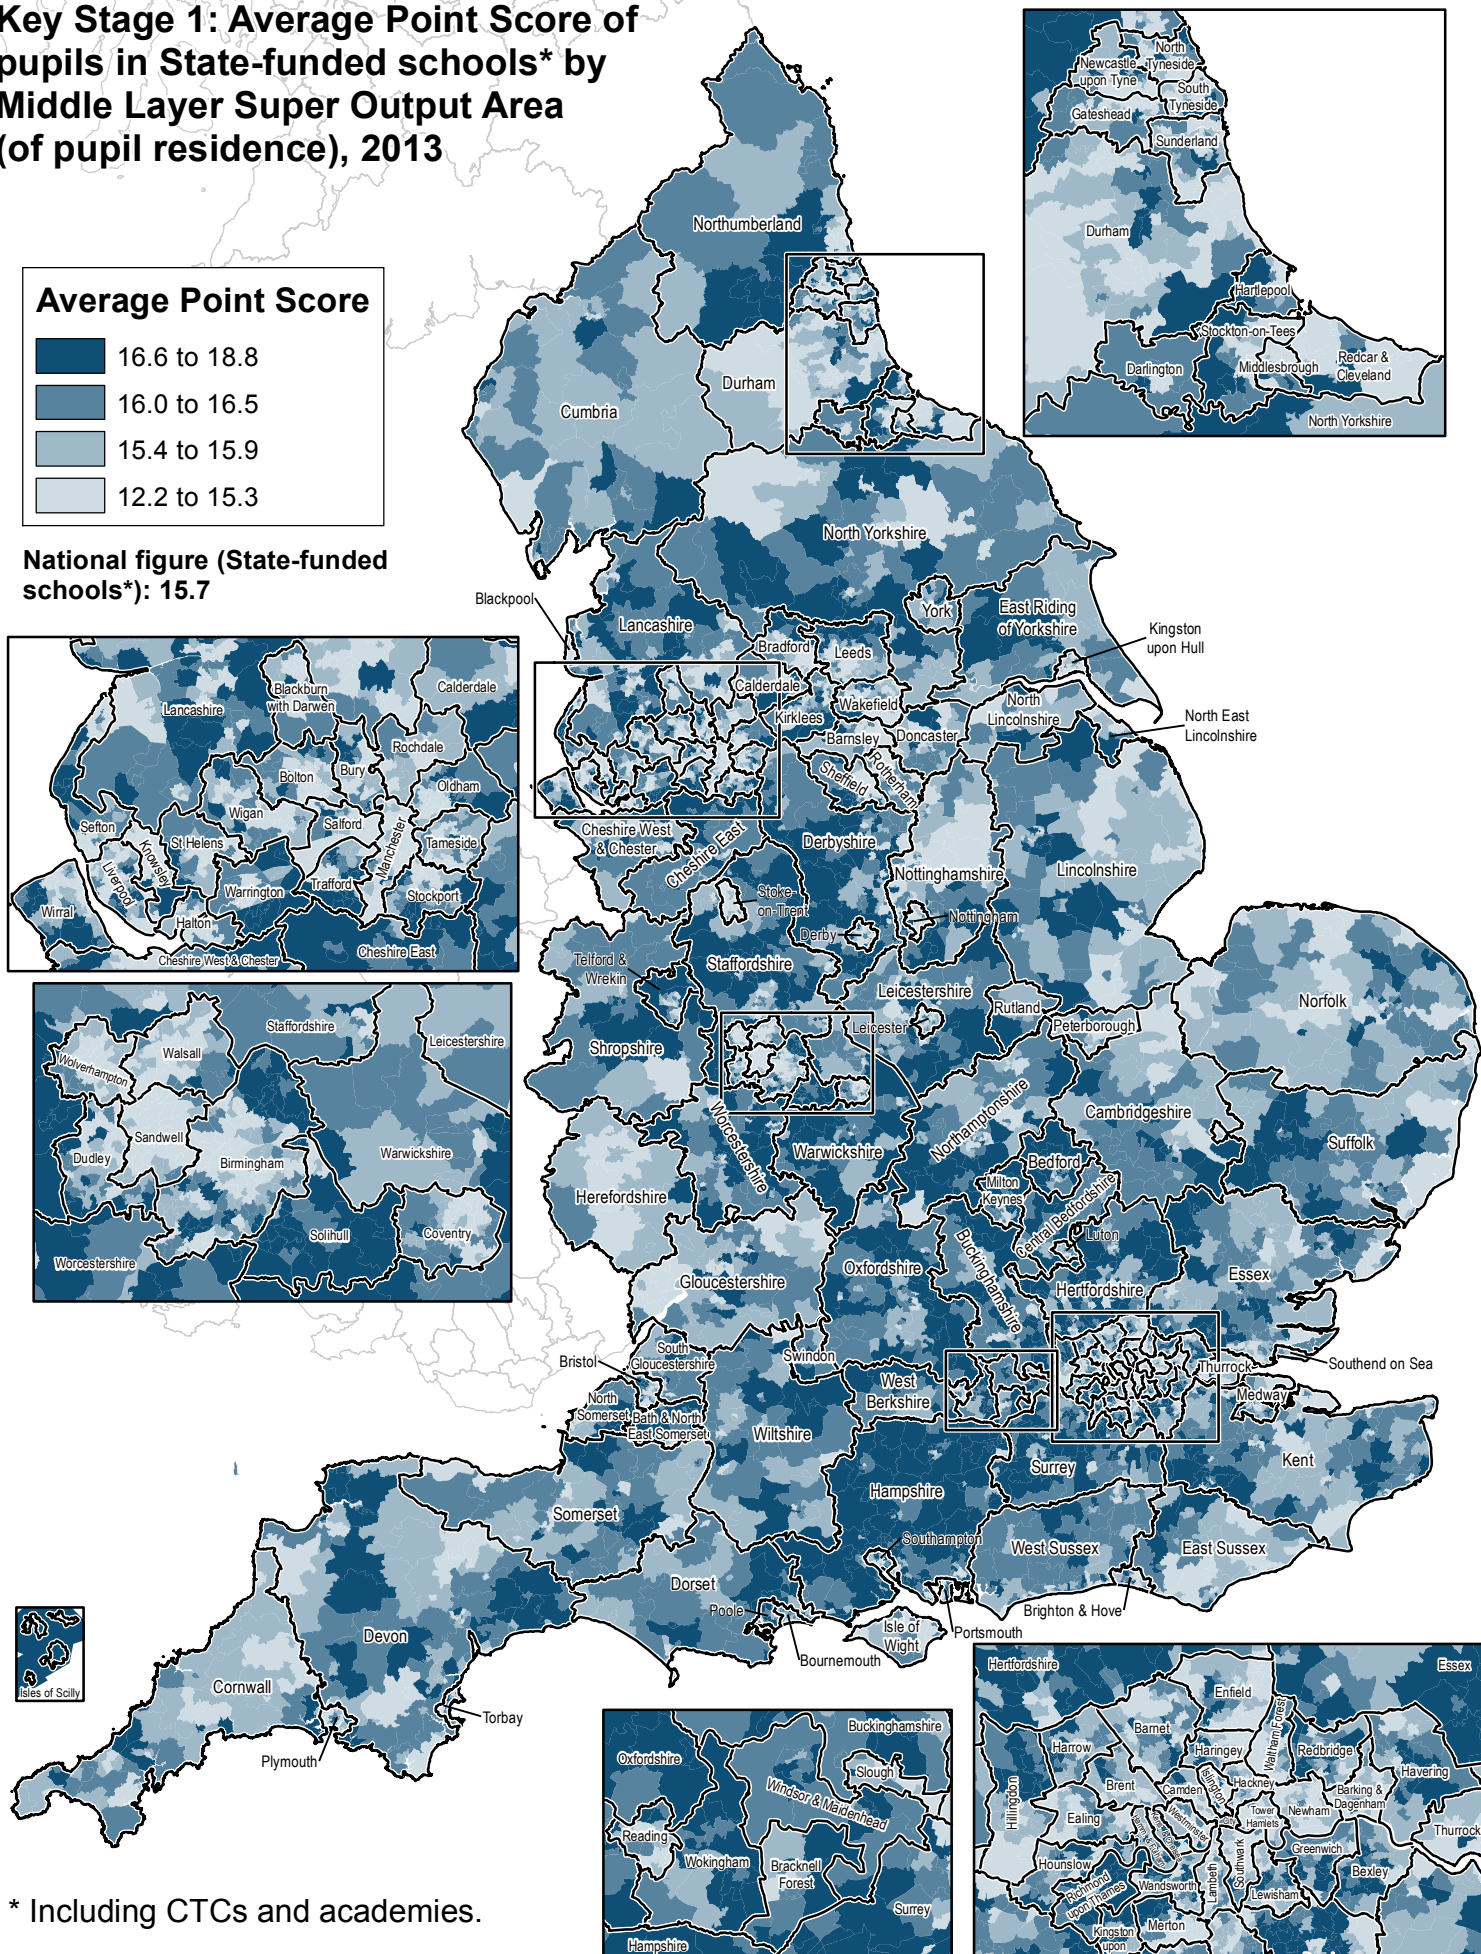 Key Stage 1: Average Point Score of
pupils in State-funded schools* by
Middle Layer Super Output Area
(of pupil residence), 2013
Average Point Score
16.6 to 18.8
16.0 to 16.5
15.4 to 15.9
12.2 to 15.3
National figure (State-funded
schools*): 15.7
North
Tyneside
Newcastle
upon Tyne
South
Tyneside
Gateshead
Sunderland
Durham
Hartlepool
Stockton-on-Tees
Darlington
Middlesbrough
Redcar &
Cleveland
North Yorkshire
Northumberland
Durham
Cumbria
North Yorkshire
Blackpool
Lancashire
York
East Riding
of Yorkshire
Kingston
upon Hull
Bradford
Leeds
Calderdale
Wakefield
Kirklees
North
Lincolnshire
North East
Lincolnshire
Barnsley
Doncaster
Sheffield
Rotherham
Cheshire West
& Chester
Cheshire East
Derbyshire
Nottinghamshire
Lincolnshire
Stoke-
on-Trent
Nottingham
Derby
Telford &
Wrekin
Staffordshire
Leicestershire
Rutland
Norfolk
Leicester
Peterborough
Shropshire
Worcestershire
Warwickshire
Northamptonshire
Cambridgeshire
Suffolk
Herefordshire
Bedford
Milton
Keynes
Central Bedfordshire
Luton
Buckinghamshire
Oxfordshire
Gloucestershire
Hertfordshire
Essex
South
Gloucestershire
Bristol
Swindon
Thurrock
Southend on Sea
North
Somerset
Bath & North
East Somerset
West
Berkshire
Medway
Wiltshire
Surrey
Kent
Hampshire
Somerset
Southampton
West Sussex
East Sussex
Dorset
Poole
Brighton & Hove
Isle of
Wight
Portsmouth
Bournemouth
Devon
Cornwall
Torbay
Plymouth
Isles of Scilly
Lancashire
Blackburn
with Darwen
Calderdale
Rochdale
Bolton
Bury
Oldham
Wigan
Sefton
Salford
St Helens
Knowsley
Liverpool
Manchester
Tameside
Trafford
Warrington
Stockport
Wirral
Halton
Cheshire West & Chester
Cheshire East
Staffordshire
Leicestershire
Walsall
Wolverhampton
Sandwell
Dudley
Birmingham
Warwickshire
Solihull
Coventry
Worcestershire
Buckinghamshire
Oxfordshire
Slough
Windsor & Maidenhead
Reading
Wokingham
Bracknell
Forest
Surrey
Hampshire
Hertfordshire
Essex
Enfield
Barnet
Waltham Forest
Harrow
Haringey
Redbridge
Havering
Hillingdon
Brent
Camden
Islington
Hackney
Barking &
Dagenham
Ealing
Westminster
Tower
Hamlets
Newham
Thurrock
Hounslow
Greenwich
Bexley
Richmond
upon Thames
Wandsworth
Lambeth
Southwark
Lewisham
Merton
Kingston
upon
* Including CTCs and academies.